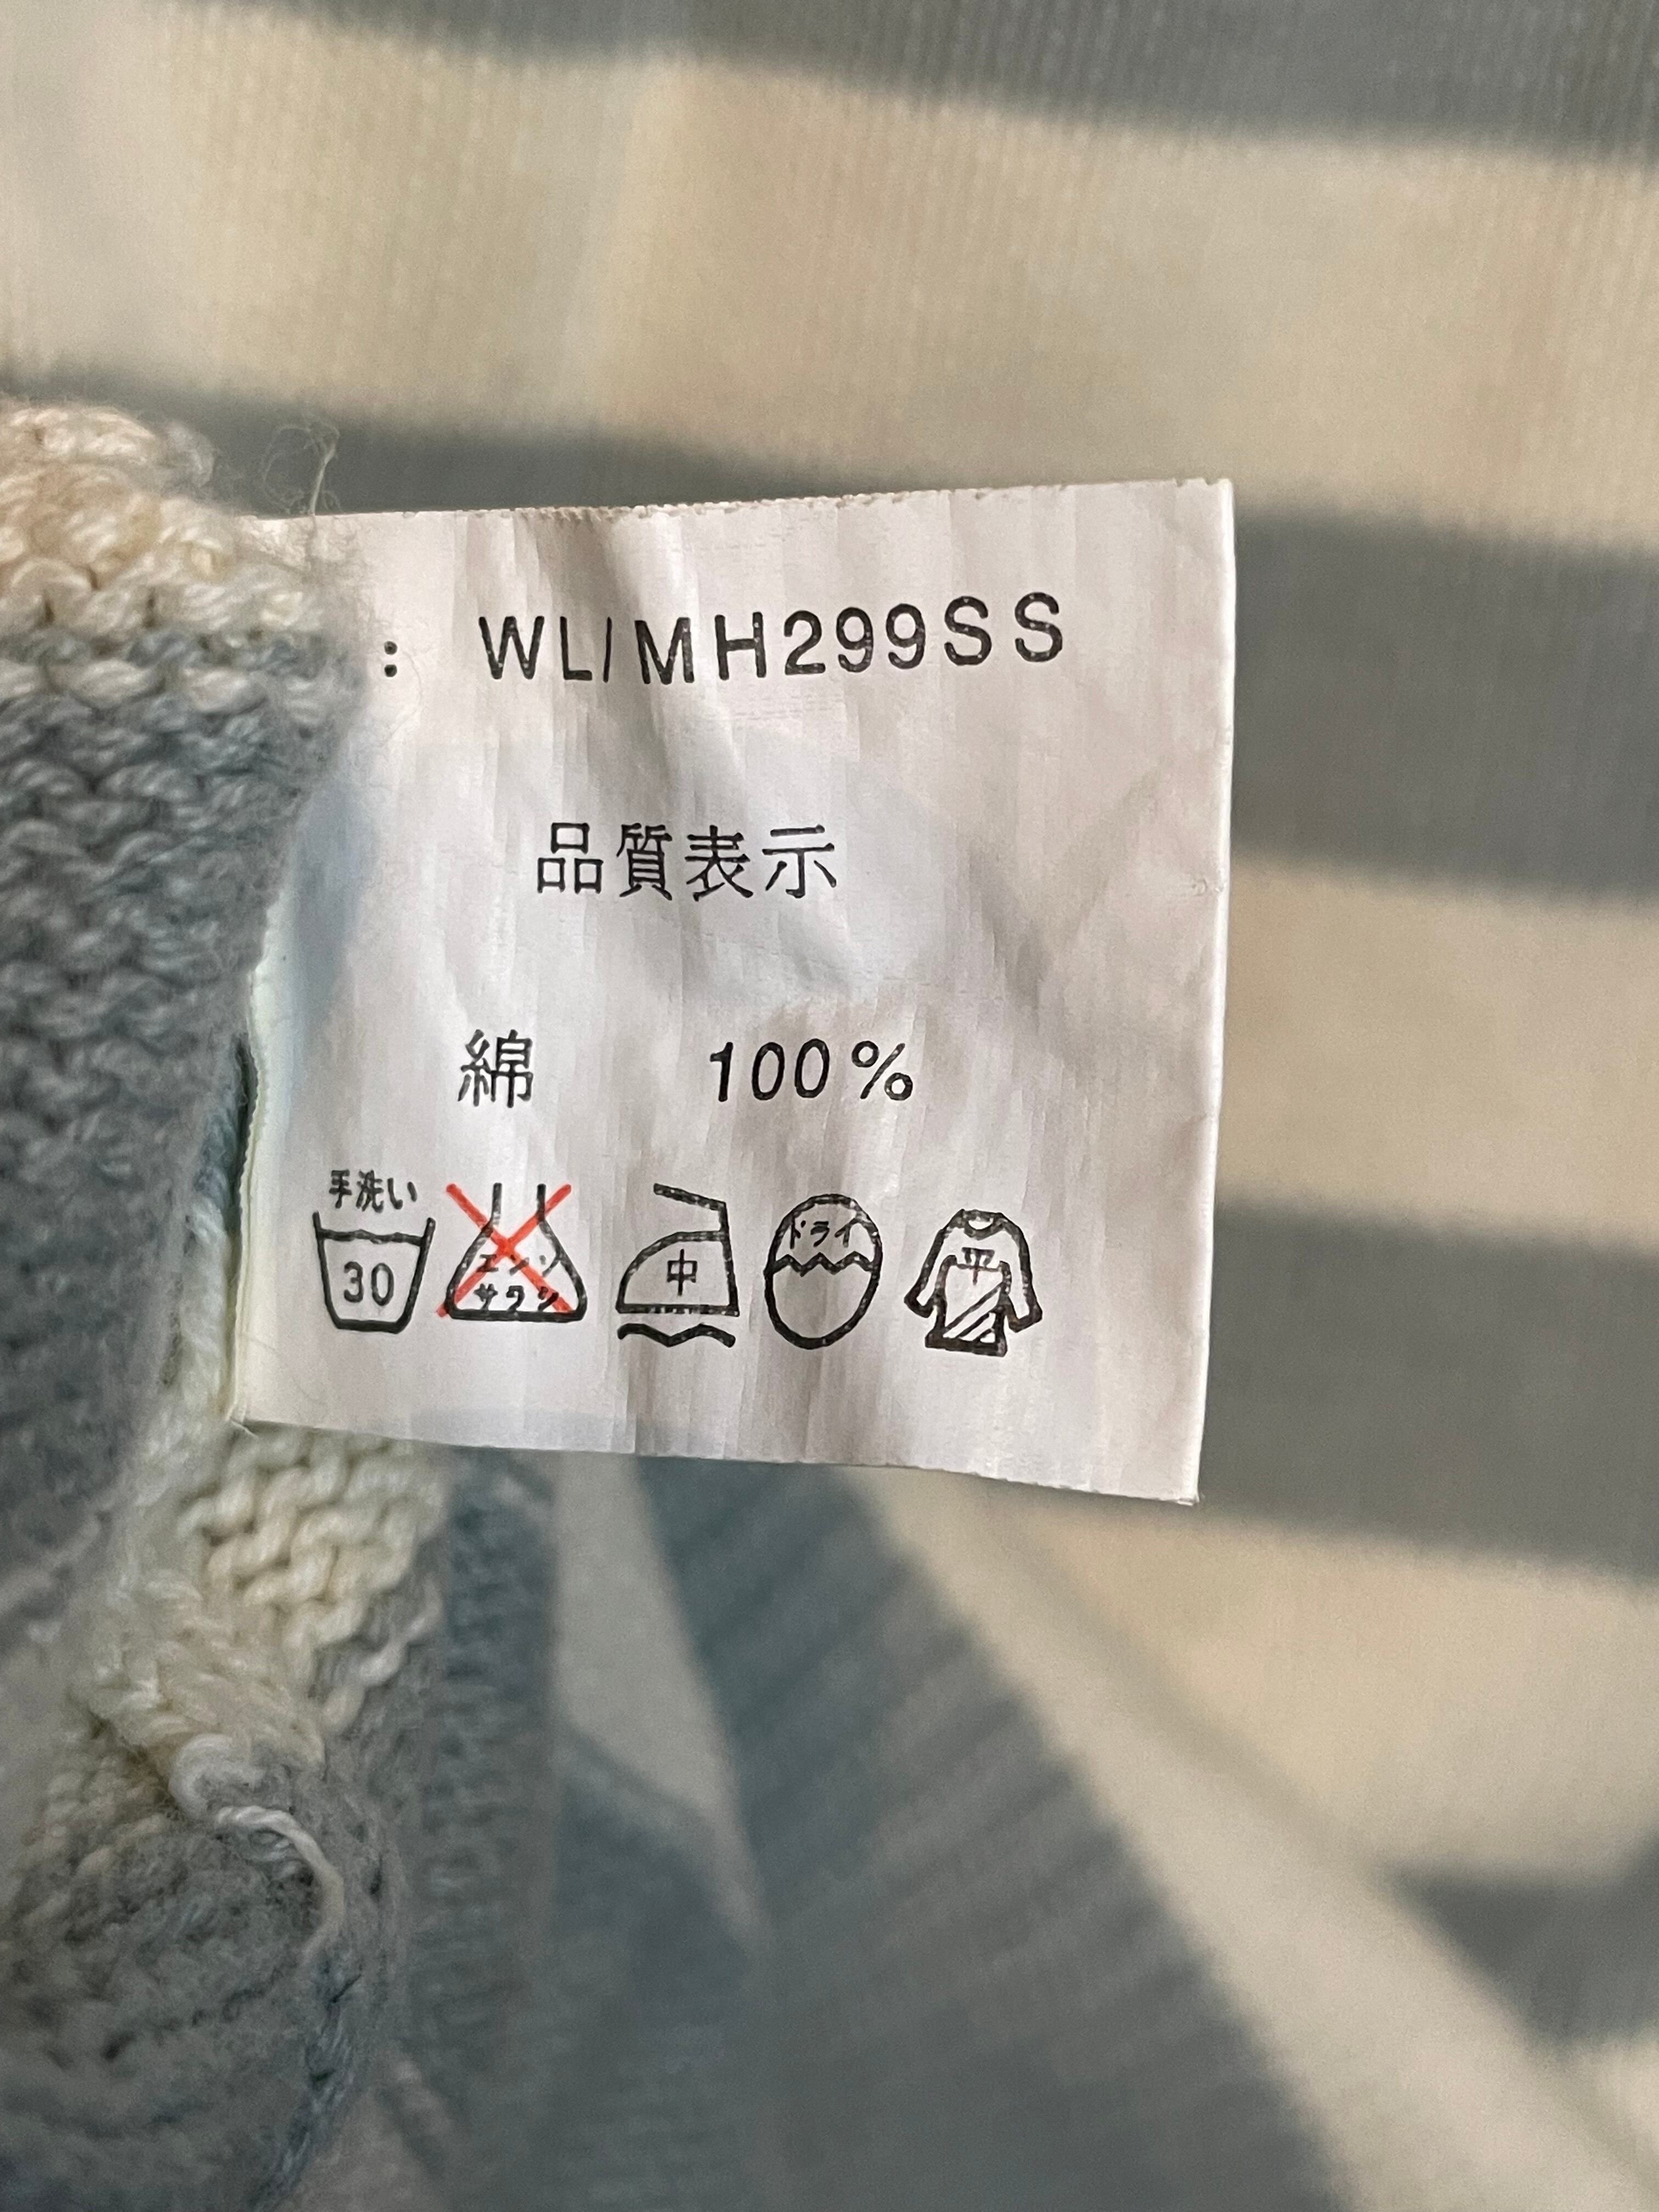 : WL/MH299SS
品質表示
綿 100%
手洗い
30 エンソ サラシ 中 ドライ 平